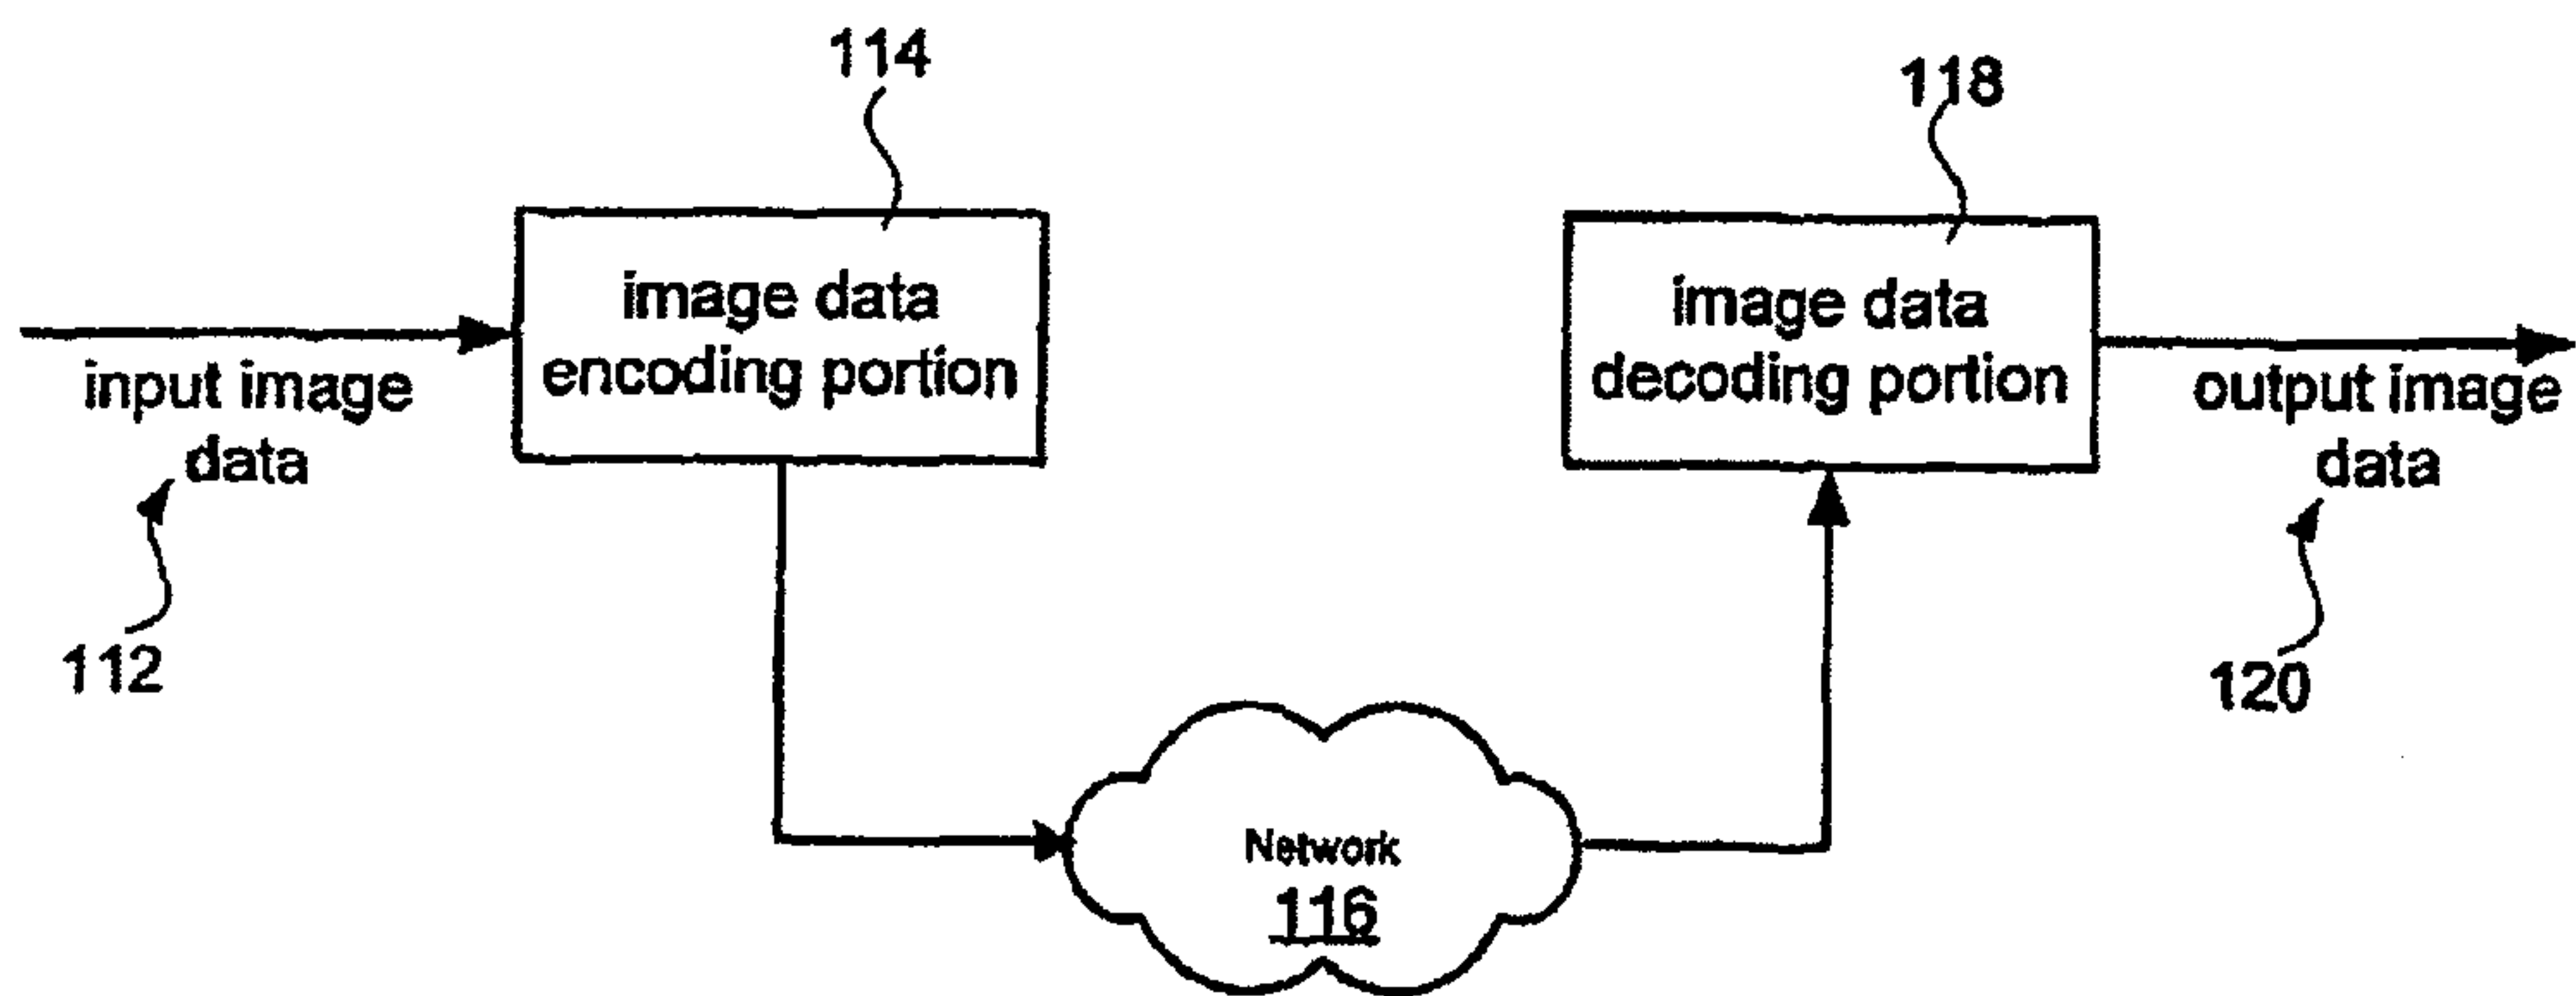 114
118
image data
encoding portion
image data
decoding portion
input image
data
output image
data
112
120
Network
116